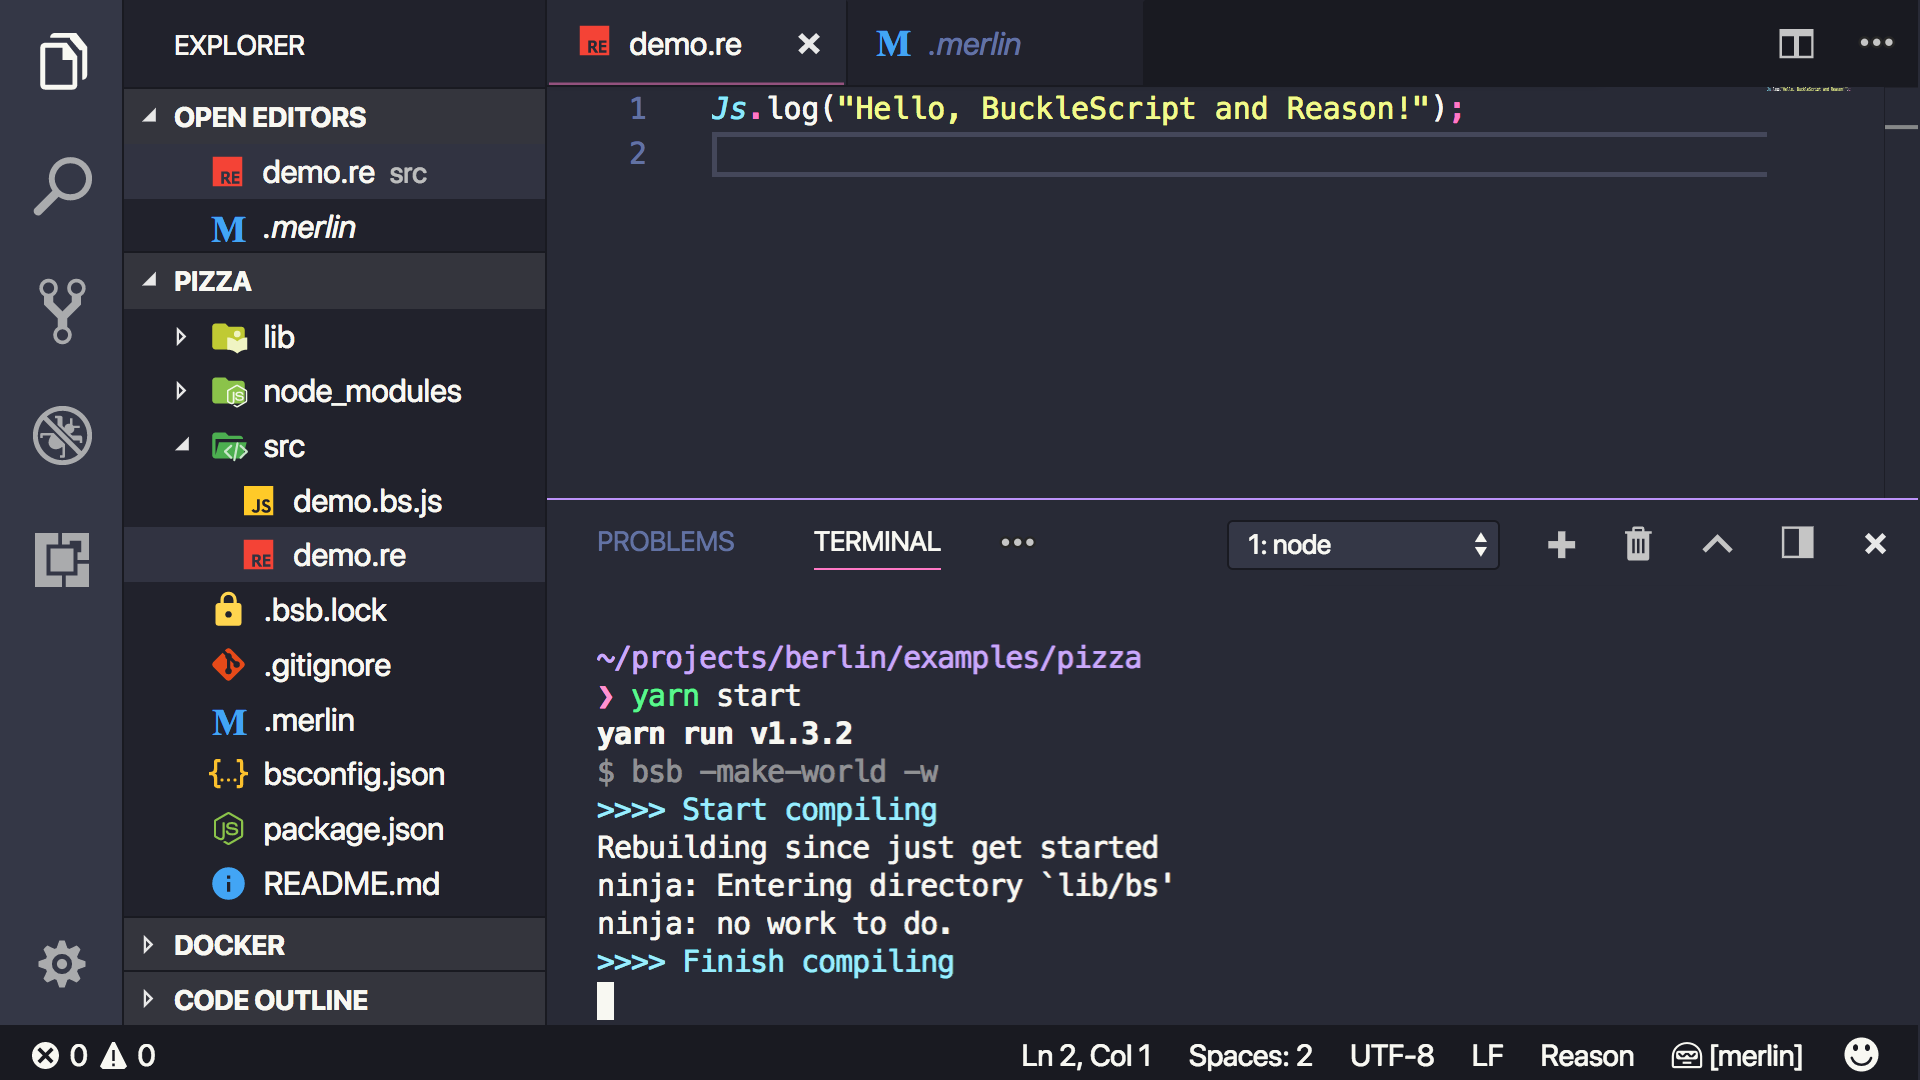 EXPLORER
OPEN EDITORS
RE demo.re src
M .merlin
PIZZA
lib
node_modules
src
JS demo.bs.js
RE demo.re
.bsb.lock
.gitignore
M .merlin
{...} bsconfig.json
JS package.json
i README.md
DOCKER
CODE OUTLINE
RE demo.re
M .merlin
1 Js.log("Hello, BuckleScript and Reason!");
2
PROBLEMS TERMINAL ••• 1: node
~/projects/berlin/examples/pizza
❯ yarn start
yarn run v1.3.2
$ bsb -make-world -w
>>>> Start compiling
Rebuilding since just get started
ninja: Entering directory `lib/bs'
ninja: no work to do.
>>>> Finish compiling
0 0 Ln 2, Col 1 Spaces: 2 UTF-8 LF Reason [merlin]